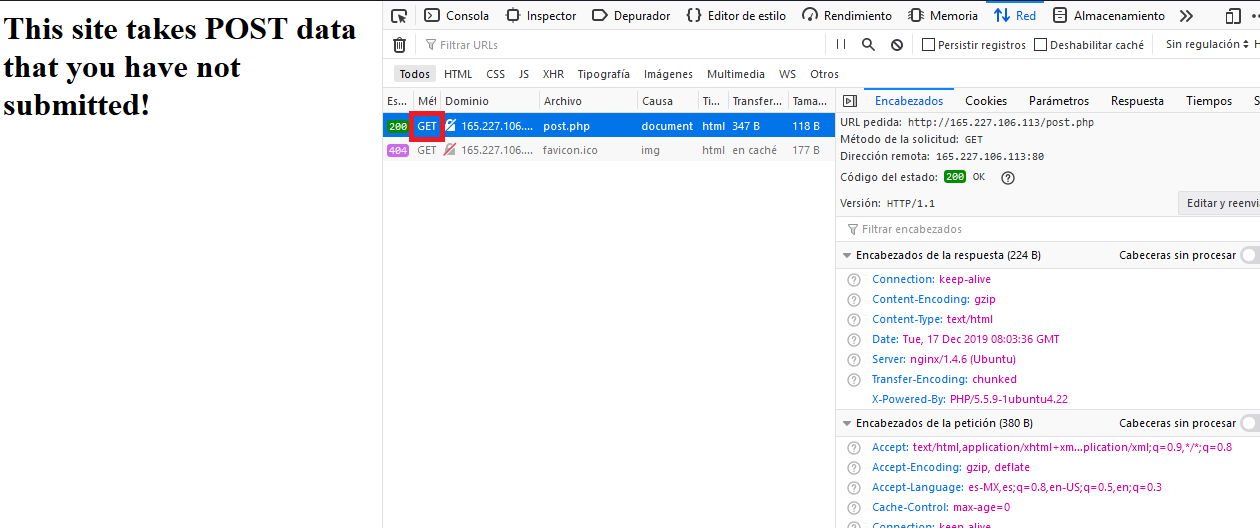 This site takes POST data
that you have not
submitted!
Consola Inspector Depurador Editor de estilo Rendimiento Memoria Red Almacenamiento
Filtrar URLs Persistir registros Deshabilitar caché Sin regulación H
Todos HTML CSS JS XHR Tipografía Imágenes Multimedia WS Otros
Es... Mét Dominio Archivo Causa Ti... Transfer... Tama...
200 GET 165.227.106.... post.php document html 347 B 118 B
404 GET 165.227.106.... favicon.ico img html en caché 177 B
Encabezados Cookies Parámetros Respuesta Tiempos S
URL pedida: http://165.227.106.113/post.php
Método de la solicitud: GET
Dirección remota: 165.227.106.113:80
Código del estado: 200 OK
Versión: HTTP/1.1 Editar y reenvia
Filtrar encabezados
Encabezados de la respuesta (224 B) Cabeceras sin procesar
Connection: keep-alive
Content-Encoding: gzip
Content-Type: text/html
Date: Tue, 17 Dec 2019 08:03:36 GMT
Server: nginx/1.4.6 (Ubuntu)
Transfer-Encoding: chunked
X-Powered-By: PHP/5.5.9-1ubuntu4.22
Encabezados de la petición (380 B) Cabeceras sin procesar
Accept: text/html,application/xhtml+xm...plication/xml;q=0.9,*/*;q=0.8
Accept-Encoding: gzip, deflate
Accept-Language: es-MX,es;q=0.8,en-US;q=0.5,en;q=0.3
Cache-Control: max-age=0
Connection: keep-alive